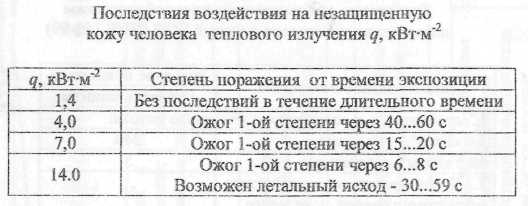 Последствия воздействия на незащищенную
кожу человека теплового излучения q, кВт·м-2
q, кВт·м-2 Степень поражения от времени экспозиции
1,4 Без последствий в течение длительного времени
4,0 Ожог 1-ой степени через 40...60 с
7,0 Ожог 1-ой степени через 15...20 с
14.0 Ожог 1-ой степени через 6...8 с
Возможен летальный исход - 30...59 с